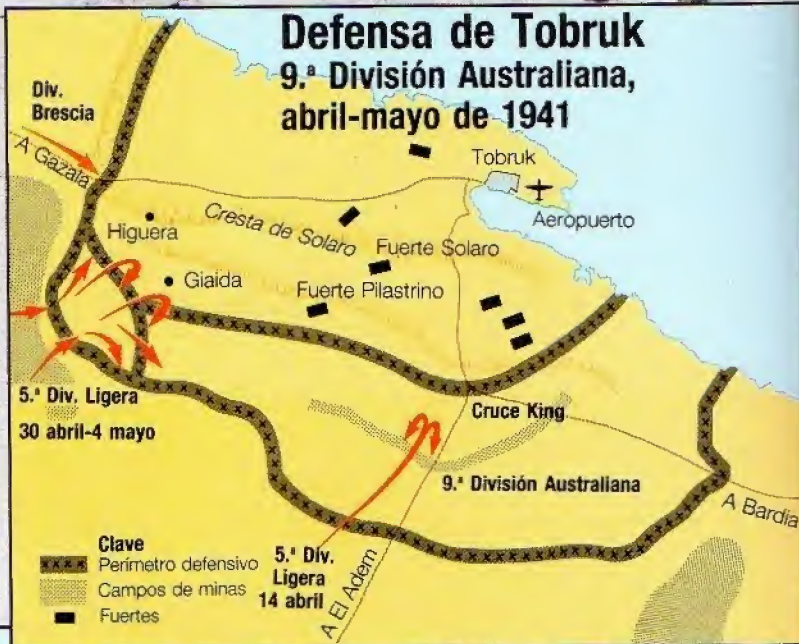 Defensa de Tobruk
9.ª División Australiana,
abril-mayo de 1941
Div.
Brescia
A Gazala
Tobruk
Aeropuerto
Higuera
Cresta de Solaro
Fuerte Solaro
Giaida
Fuerte Pilastrino
5.ª Div. Ligera
30 abril-4 mayo
Cruce King
9.ª División Australiana
A Bardia
5.ª Div.
Ligera
14 abril
A El Adem
Clave
Perímetro defensivo
Campos de minas
Fuertes